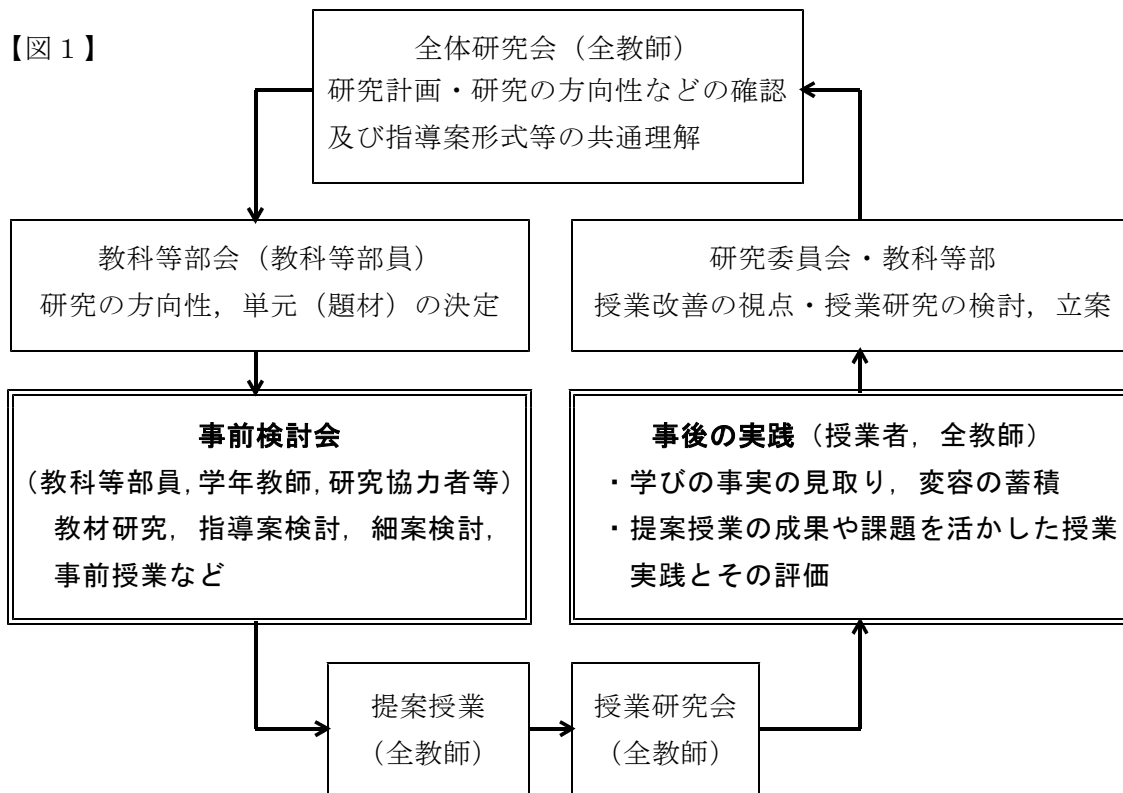 【図1】
全体研究会（全教師）
研究計画・研究の方向性などの確認
及び指導案形式等の共通理解
教科等部会（教科等部員）
研究の方向性，単元（題材）の決定
研究委員会・教科等部
授業改善の視点・授業研究の検討，立案
事前検討会
（教科等部員，学年教師，研究協力者等）
教材研究，指導案検討，細案検討，
事前授業など
事後の実践（授業者，全教師）
・学びの事実の見取り，変容の蓄積
・提案授業の成果や課題を活かした授業
実践とその評価
提案授業
（全教師）
授業研究会
（全教師）